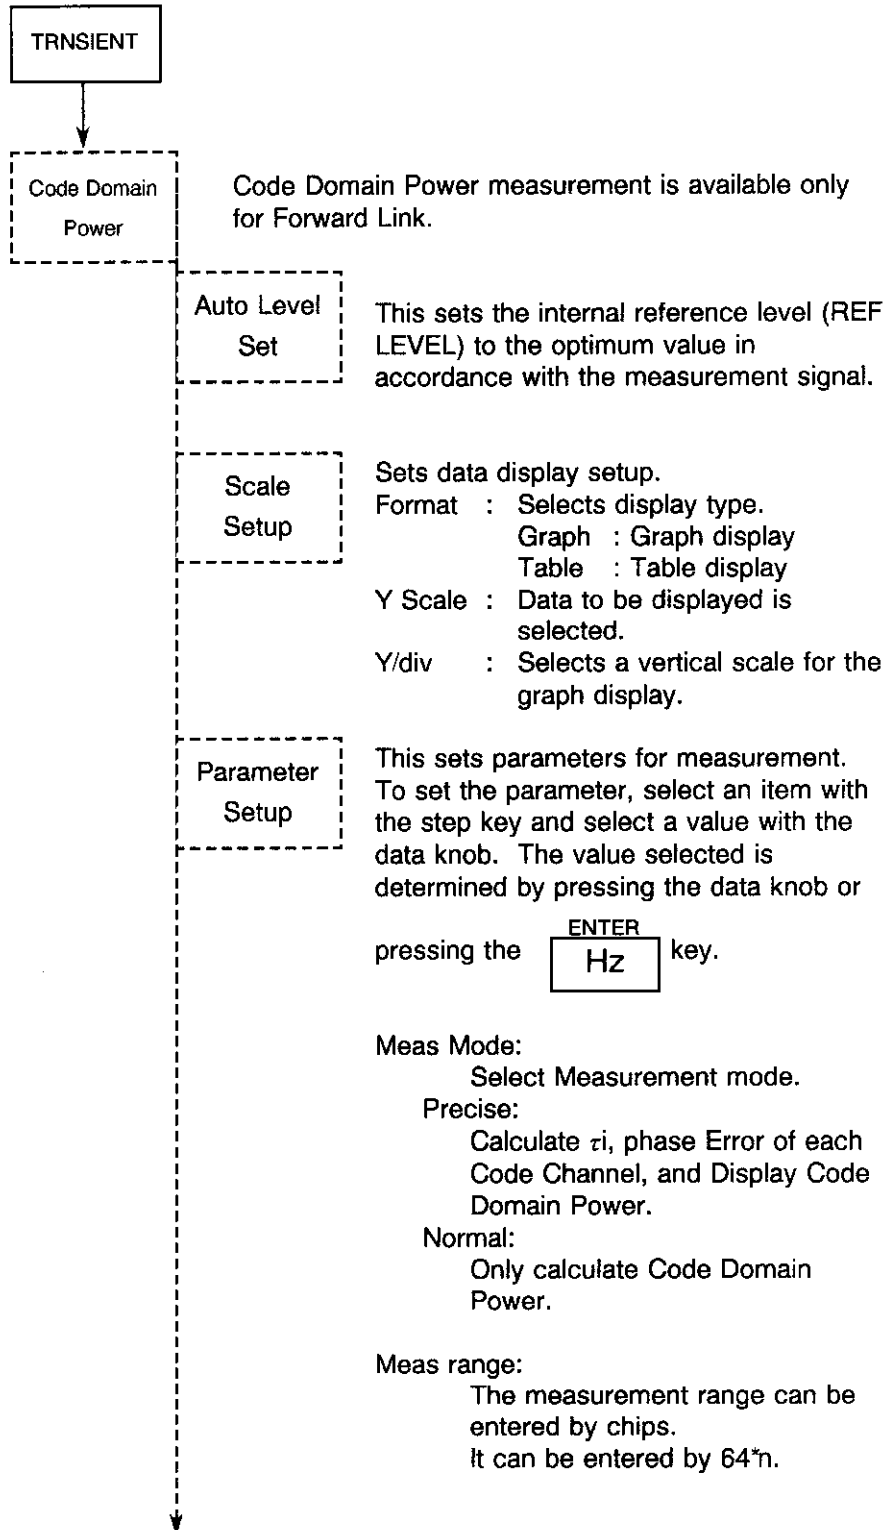 TRNSIENT
Code Domain
Power
Code Domain Power measurement is available only
for Forward Link.
Auto Level
Set
This sets the internal reference level (REF
LEVEL) to the optimum value in
accordance with the measurement signal.
Scale
Setup
Sets data display setup.
Format : Selects display type.
Graph : Graph display
Table : Table display
Y Scale : Data to be displayed is
selected.
Y/div : Selects a vertical scale for the
graph display.
Parameter
Setup
This sets parameters for measurement.
To set the parameter, select an item with
the step key and select a value with the
data knob. The value selected is
determined by pressing the data knob or
ENTER
pressing the Hz key.
Meas Mode:
Select Measurement mode.
Precise:
Calculate τi, phase Error of each
Code Channel, and Display Code
Domain Power.
Normal:
Only calculate Code Domain
Power.
Meas range:
The measurement range can be
entered by chips.
It can be entered by 64*n.